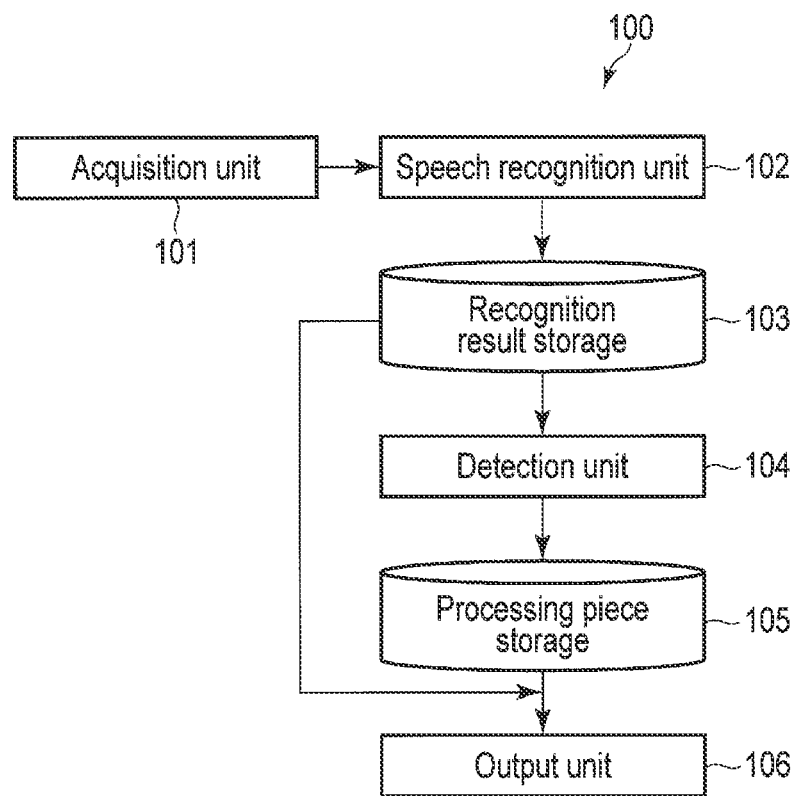 100
Acquisition unit
101
Speech recognition unit
102
Recognition
result storage
103
Detection unit
104
Processing piece
storage
105
Output unit
106